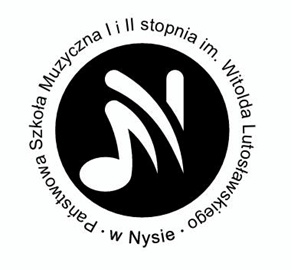 Państwowa Szkoła Muzyczna I i II stopnia im. Witolda Lutosławskiego
· w Nysie ·